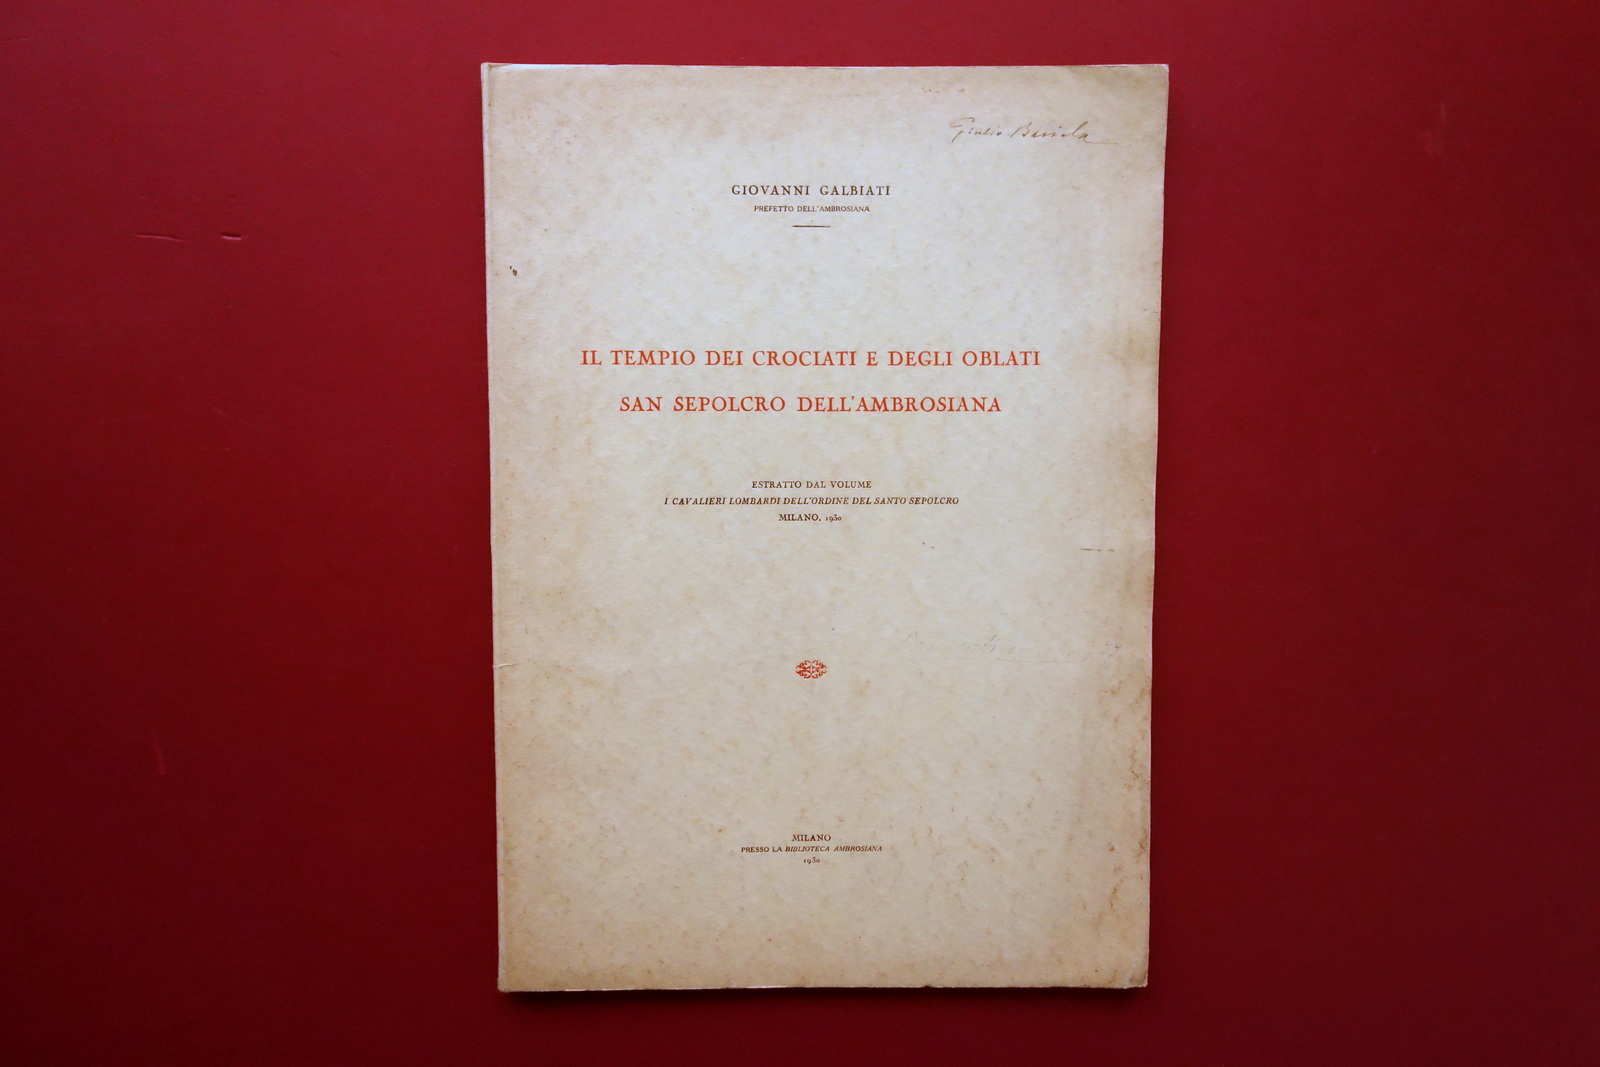 Giulio Bariola
GIOVANNI GALBIATI
PREFETTO DELL'AMBROSIANA
IL TEMPIO DEI CROCIATI E DEGLI OBLATI
SAN SEPOLCRO DELL'AMBROSIANA
ESTRATTO DAL VOLUME
I CAVALIERI LOMBARDI DELL'ORDINE DEL SANTO SEPOLCRO
MILANO, 1930
MILANO
PRESSO LA BIBLIOTECA AMBROSIANA
1930